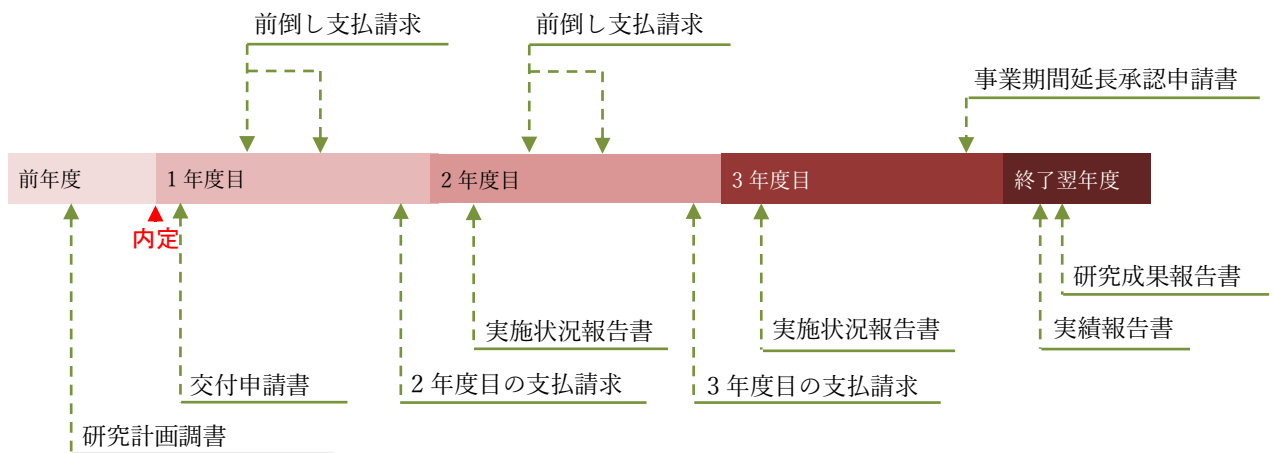 前倒し支払請求
前倒し支払請求
事業期間延長承認申請書
前年度
1年度目
2年度目
3年度目
終了翌年度
内定
研究成果報告書
実施状況報告書
実施状況報告書
実績報告書
交付申請書
2年度目の支払請求
3年度目の支払請求
研究計画調書